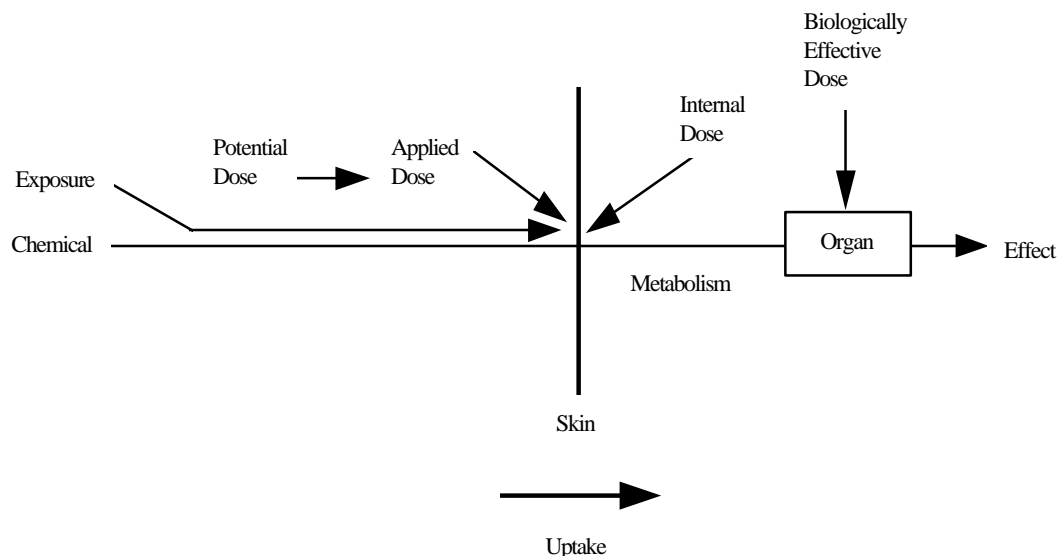 Biologically
Effective
Dose
Internal
Dose
Potential
Dose
Applied
Dose
Exposure
Chemical
Organ
Effect
Metabolism
Skin
Uptake